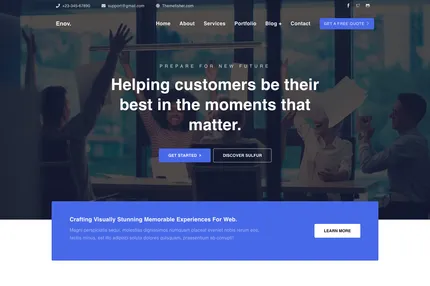 +23-345-67890
support@gmail.com
Themefisher.com
Enov.
Home
About
Services
Portfolio
Blog
Contact
GET A FREE QUOTE
PREPARE FOR NEW FUTURE
Helping customers be their
best in the moments that
matter.
GET STARTED
DISCOVER SULFUR
Crafting Visually Stunning Memorable Experiences For Web.
LEARN MORE